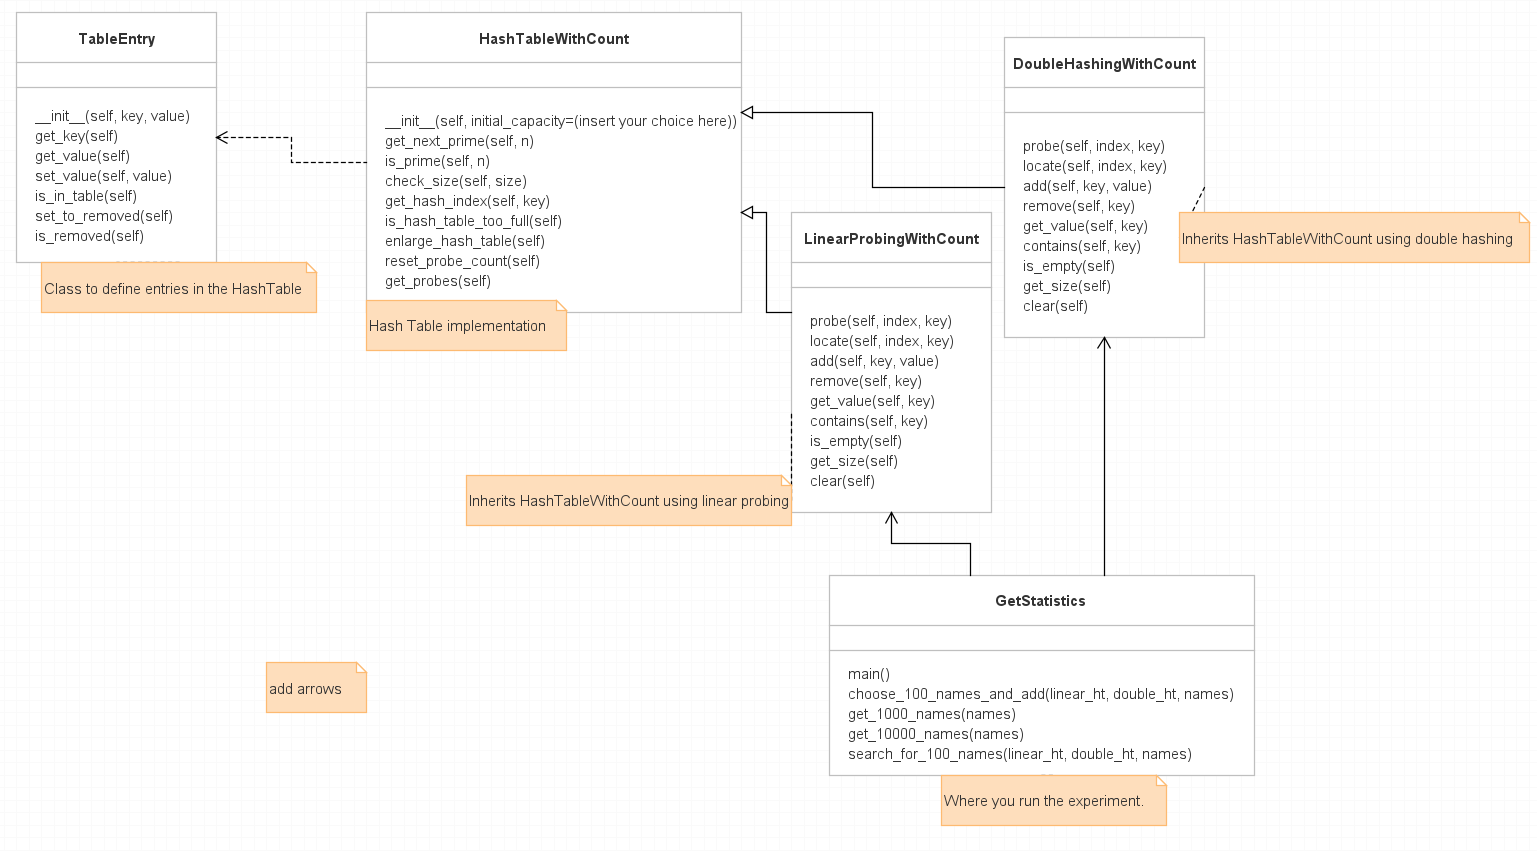 TableEntry
__init__(self, key, value)
get_key(self)
get_value(self)
set_value(self, value)
is_in_table(self)
set_to_removed(self)
is_removed(self)
Class to define entries in the HashTable
HashTableWithCount
__init__(self, initial_capacity=(insert your choice here))
get_next_prime(self, n)
is_prime(self, n)
check_size(self, size)
get_hash_index(self, key)
is_hash_table_too_full(self)
enlarge_hash_table(self)
reset_probe_count(self)
get_probes(self)
Hash Table implementation
DoubleHashingWithCount
probe(self, index, key)
locate(self, index, key)
add(self, key, value)
remove(self, key)
get_value(self, key)
contains(self, key)
is_empty(self)
get_size(self)
clear(self)
Inherits HashTableWithCount using double hashing
LinearProbingWithCount
probe(self, index, key)
locate(self, index, key)
add(self, key, value)
remove(self, key)
get_value(self, key)
contains(self, key)
is_empty(self)
get_size(self)
clear(self)
Inherits HashTableWithCount using linear probing
GetStatistics
main()
choose_100_names_and_add(linear_ht, double_ht, names)
get_1000_names(names)
get_10000_names(names)
search_for_100_names(linear_ht, double_ht, names)
Where you run the experiment.
add arrows